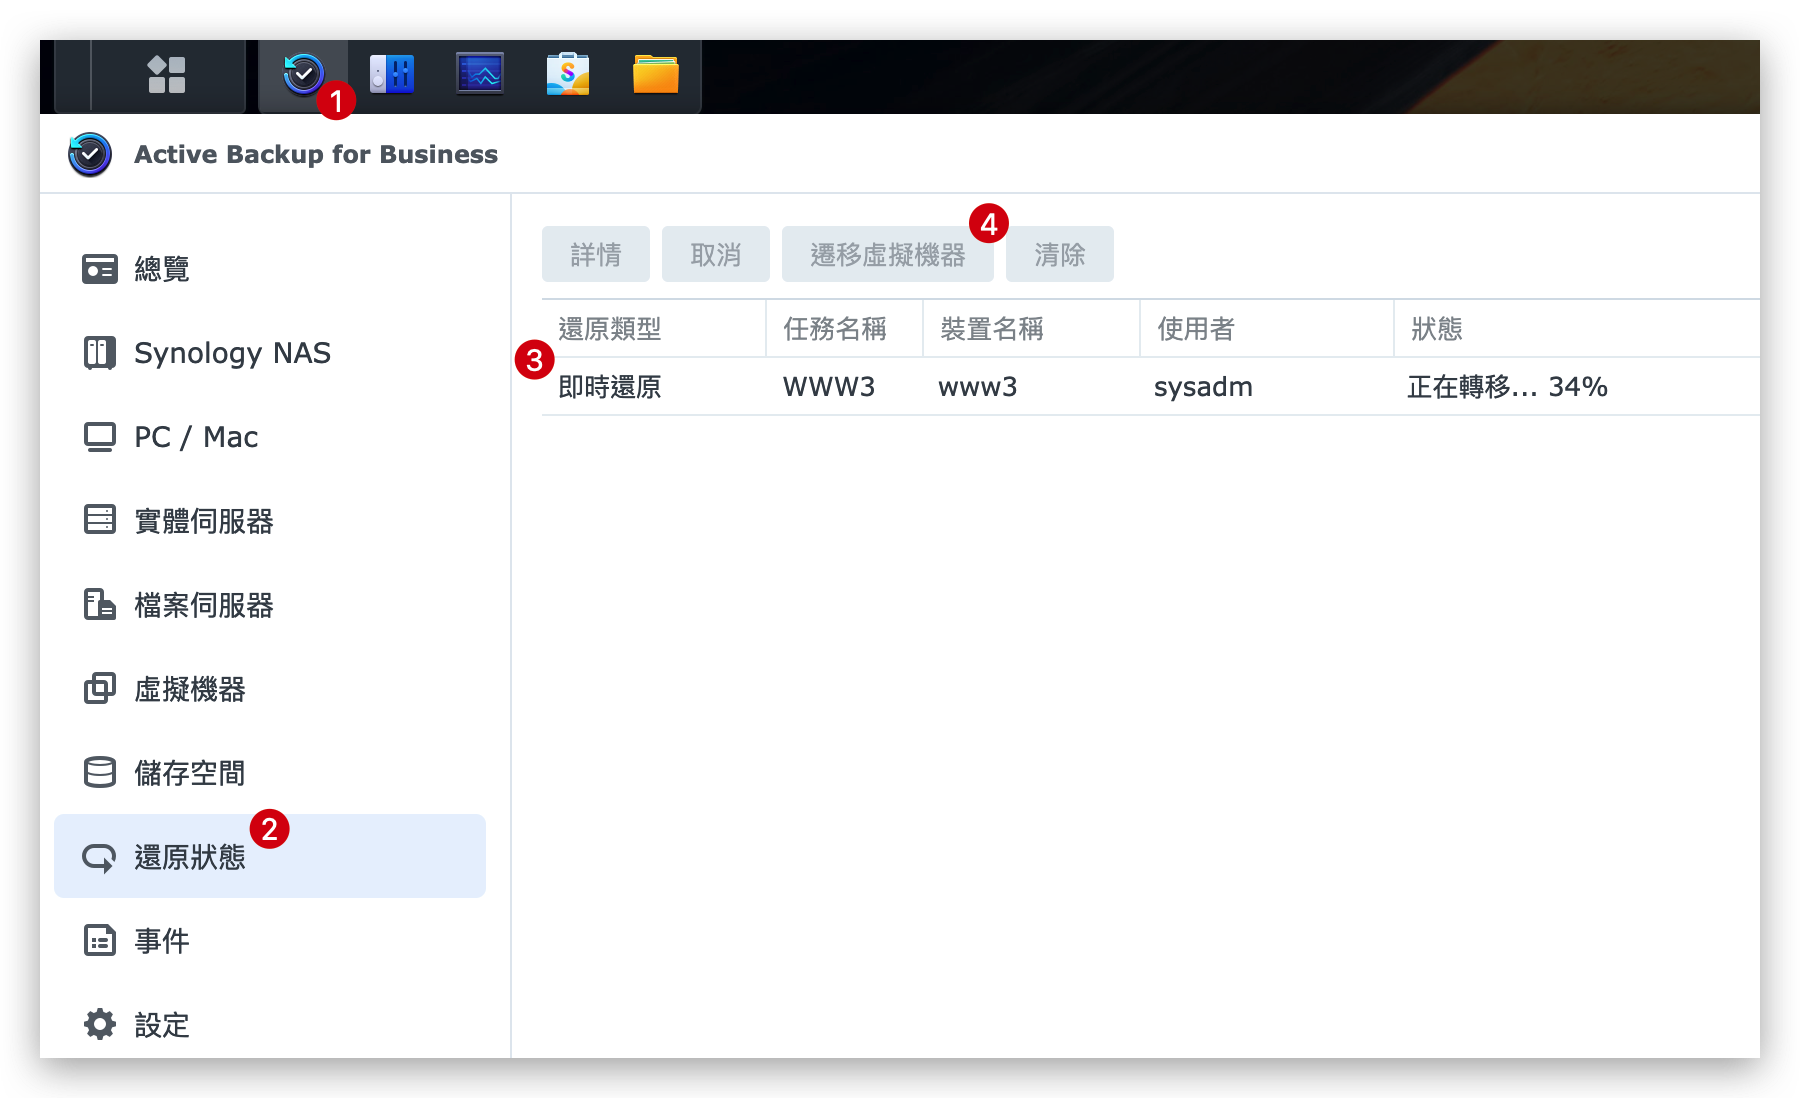 1
Active Backup for Business
總覽
Synology NAS
PC / Mac
實體伺服器
檔案伺服器
虛擬機器
儲存空間
2
還原狀態
事件
設定
4
詳情 取消 遷移虛擬機器 清除
還原類型 任務名稱 裝置名稱 使用者 狀態
3
即時還原 WWW3 www3 sysadm 正在轉移... 34%